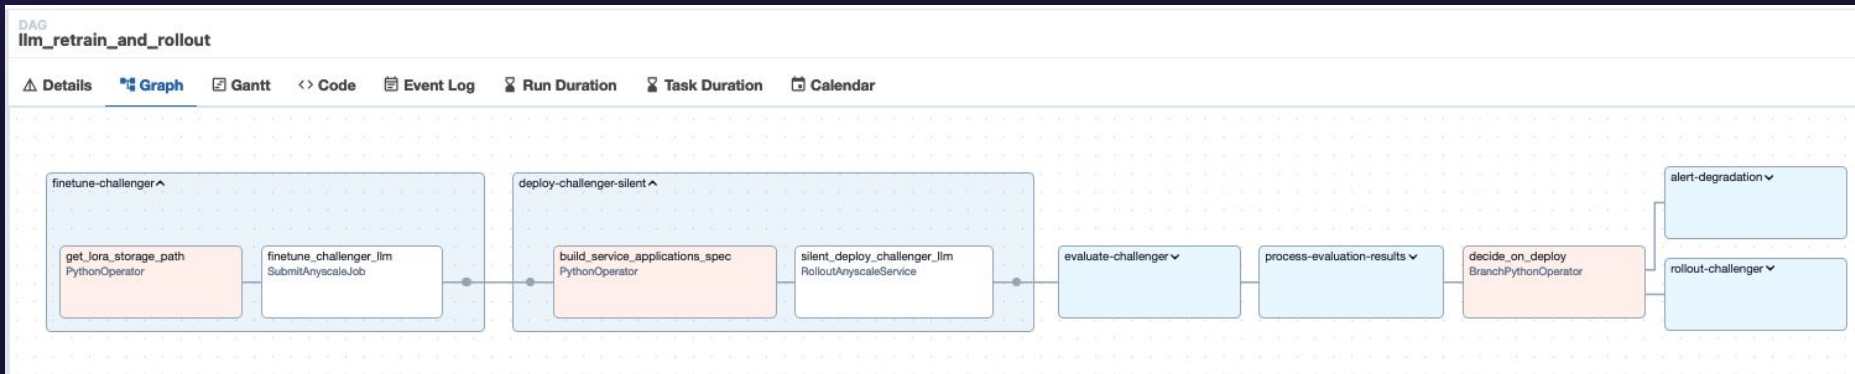 DAG
llm_retrain_and_rollout
Details
Graph
Gantt
Code
Event Log
Run Duration
Task Duration
Calendar
finetune-challenger
get_lora_storage_path
PythonOperator
finetune_challenger_llm
SubmitAnyscaleJob
deploy-challenger-silent
build_service_applications_spec
PythonOperator
silent_deploy_challenger_llm
RolloutAnyscaleService
evaluate-challenger
process-evaluation-results
decide_on_deploy
BranchPythonOperator
alert-degradation
rollout-challenger